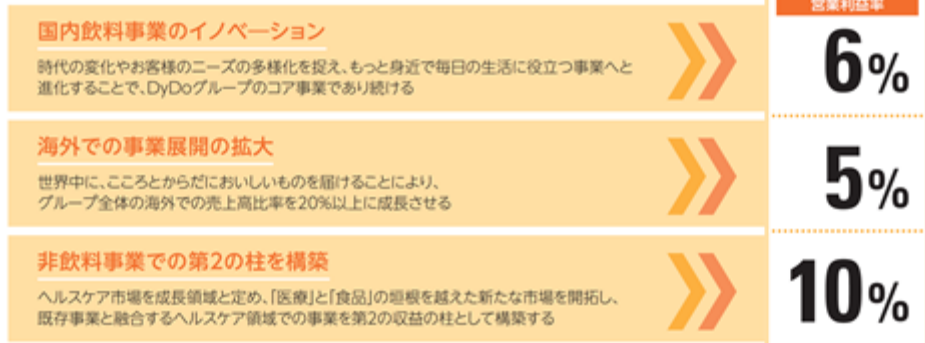 営業利益率
国内飲料事業のイノベーション
時代の変化やお客様のニーズの多様化を捉え、もっと身近で毎日の生活に役立つ事業へと
進化することで、DyDoグループのコア事業であり続ける
6%
海外での事業展開の拡大
世界中に、こころとからだにおいしいものを届けることにより、
グループ全体の海外での売上高比率を20%以上に成長させる
5%
非飲料事業での第2の柱を構築
ヘルスケア市場を成長領域と定め、「医療」と「食品」の垣根を越えた新たな市場を開拓し、
既存事業と融合するヘルスケア領域での事業を第2の収益の柱として構築する
10%